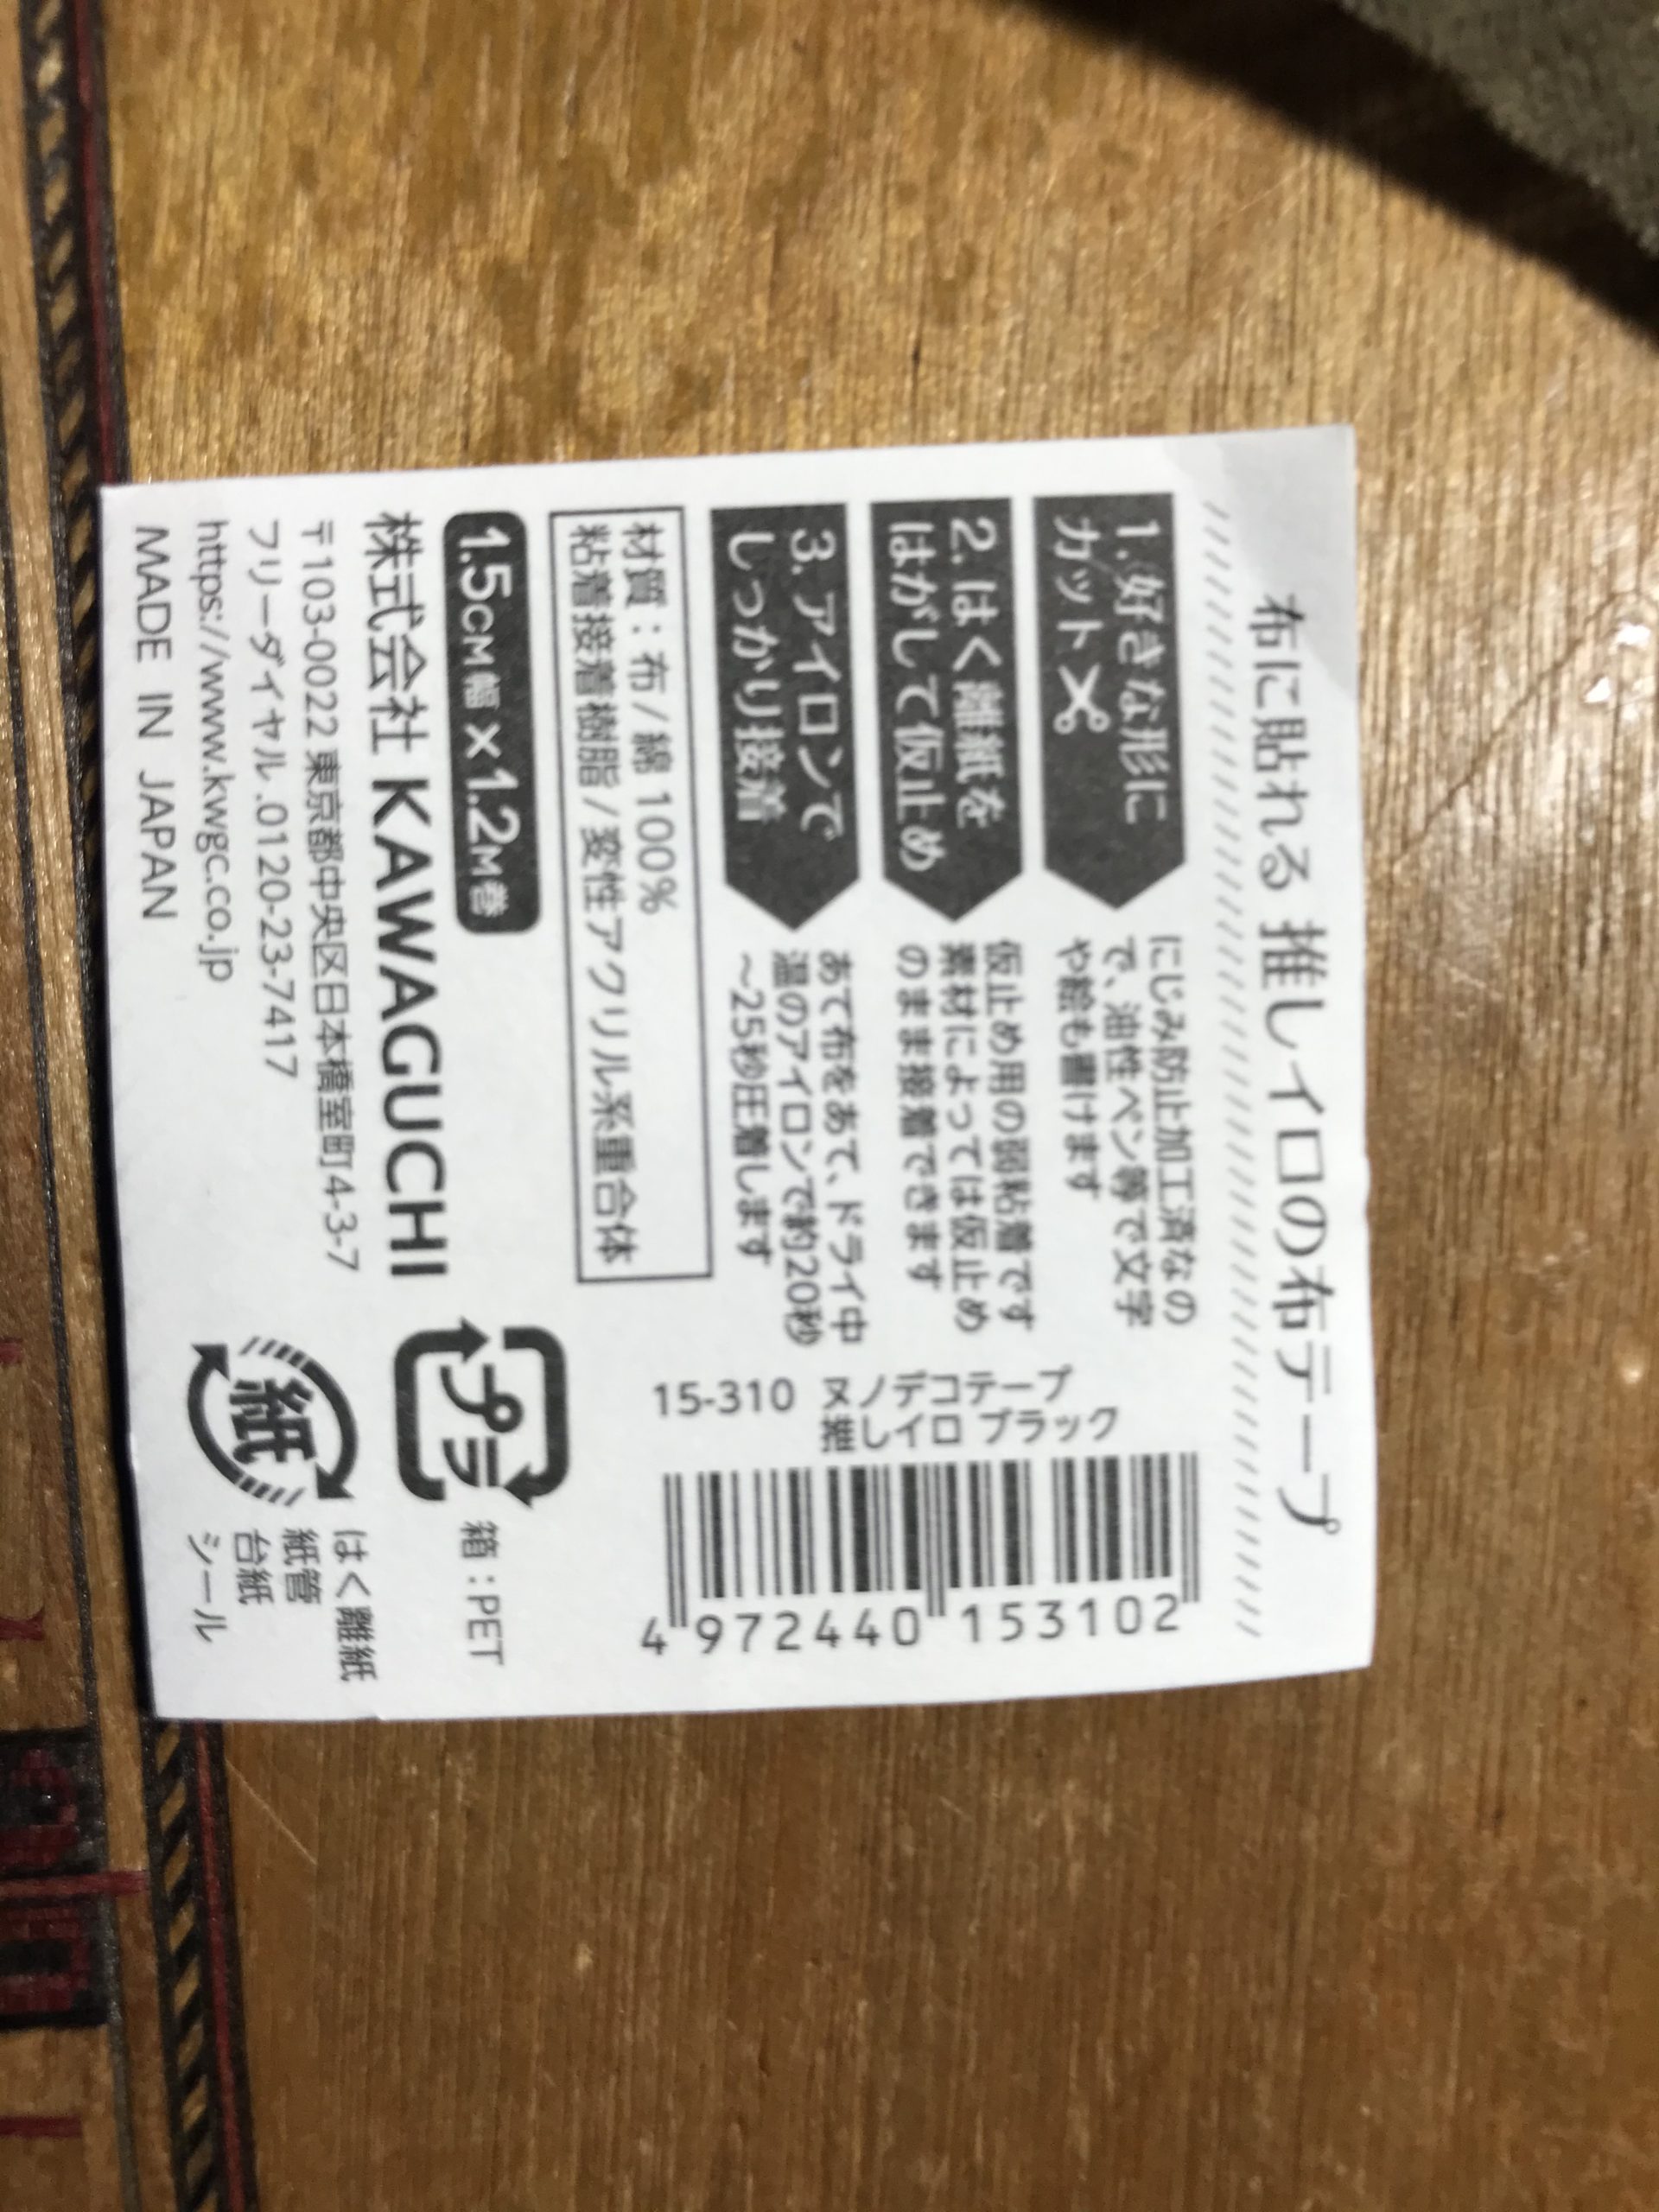 布に貼れる 推しイロの布テープ
1. 好きな形に
カット
にじみ防止加工済なの
で、油性ペン等で文字
や絵も書けます
2. はく離紙を
はがして仮止め
仮止め用の弱粘着です
素材によっては仮止め
のまま接着できます
3. アイロンで
しっかり接着
あて布をあて、ドライ中
温のアイロンで約20秒
～25秒圧着します
15-310 ヌノデコテープ
推しイロ ブラック
4 972440 153102
材質：布 / 綿 100%
粘着接着樹脂 / 変性アクリル系重合体
1.5CM幅 × 1.2M巻
株式会社 KAWAGUCHI
〒103-0022 東京都中央区日本橋室町4-3-7
フリーダイヤル.0120-23-7417
https://www.kwgc.co.jp
MADE IN JAPAN
プラ
箱：PET
紙
はく離紙
紙管
台紙
シール